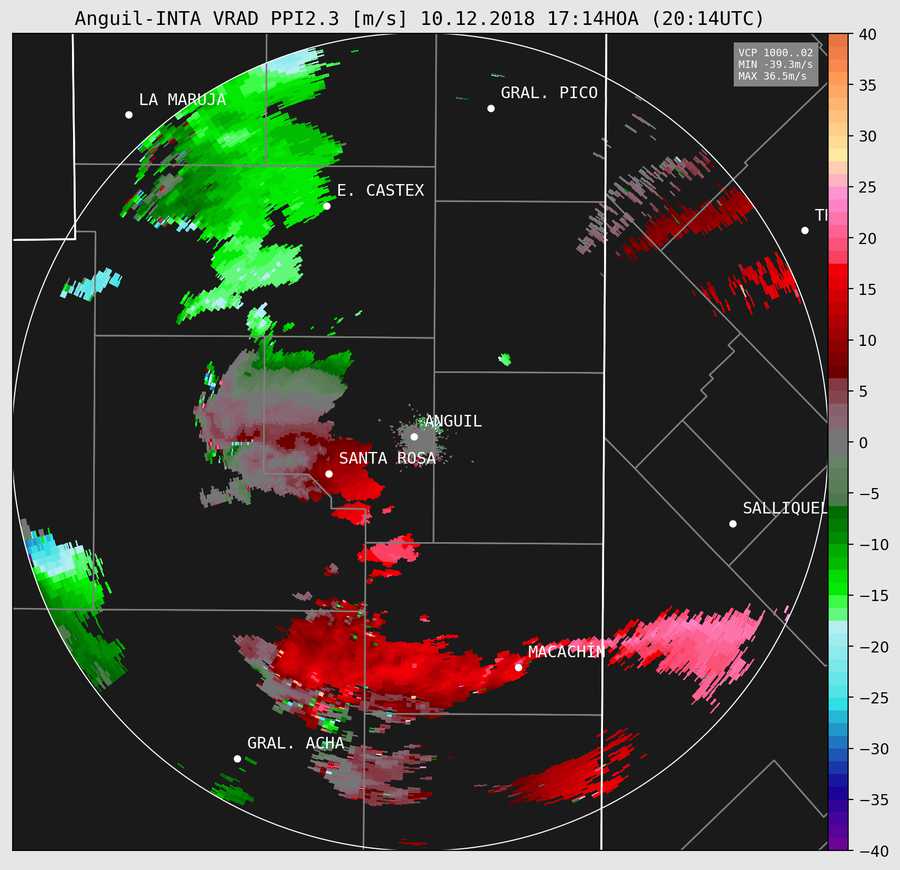 Anguil-INTA VRAD PPI2.3 [m/s] 10.12.2018 17:14HOA (20:14UTC)
VCP 1000..02
MIN -39.3m/s
MAX 36.5m/s
LA MARUJA
GRAL. PICO
E. CASTEX
ANGUIL
SANTA ROSA
SALLIQUEL
MACACHIN
GRAL. ACHA
40
35
30
25
20
15
10
5
0
−5
−10
−15
−20
−25
−30
−35
−40